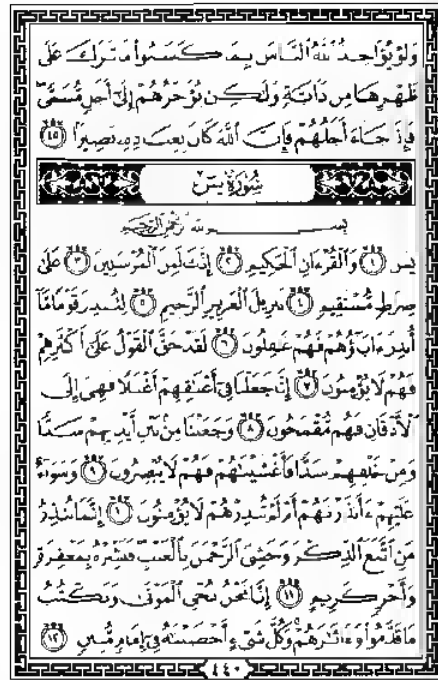 وَلَوْ يُؤَاخِذُ ٱللَّهُ ٱلنَّاسَ بِمَا كَسَبُوا۟ مَا تَرَكَ عَلَىٰ
ظَهْرِهَا مِن دَآبَّةٍ وَلَٰكِن يُؤَخِّرُهُمْ إِلَىٰٓ أَجَلٍ مُّسَمًّى
فَإِذَا جَآءَ أَجَلُهُمْ فَإِنَّ ٱللَّهَ كَانَ بِعِبَادِهِۦ بَصِيرًۢا ٤٥
سُورَةُ يسٓ
بِسْمِ ٱللَّهِ ٱلرَّحْمَٰنِ ٱلرَّحِيمِ
يسٓ ١ وَٱلْقُرْءَانِ ٱلْحَكِيمِ ٢ إِنَّكَ لَمِنَ ٱلْمُرْسَلِينَ ٣ عَلَىٰ
صِرَٰطٍ مُّسْتَقِيمٍ ٤ تَنزِيلَ ٱلْعَزِيزِ ٱلرَّحِيمِ ٥ لِتُنذِرَ قَوْمًا مَّآ
أُنذِرَ ءَابَآؤُهُمْ فَهُمْ غَٰفِلُونَ ٦ لَقَدْ حَقَّ ٱلْقَوْلُ عَلَىٰٓ أَكْثَرِهِمْ
فَهُمْ لَا يُؤْمِنُونَ ٧ إِنَّا جَعَلْنَا فِىٓ أَعْنَٰقِهِمْ أَغْلَٰلًا فَهِىَ إِلَى
ٱلْأَذْقَانِ فَهُم مُّقْمَحُونَ ٨ وَجَعَلْنَا مِنۢ بَيْنِ أَيْدِيهِمْ سَدًّا
وَمِنْ خَلْفِهِمْ سَدًّا فَأَغْشَيْنَٰهُمْ فَهُمْ لَا يُبْصِرُونَ ٩ وَسَوَآءٌ
عَلَيْهِمْ ءَأَنذَرْتَهُمْ أَمْ لَمْ تُنذِرْهُمْ لَا يُؤْمِنُونَ ١٠ إِنَّمَا تُنذِرُ
مَنِ ٱتَّبَعَ ٱلذِّكْرَ وَخَشِىَ ٱلرَّحْمَٰنَ بِٱلْغَيْبِ فَبَشِّرْهُ بِمَغْفِرَةٍ
وَأَجْرٍ كَرِيمٍ ١١ إِنَّا نَحْنُ نُحْىِ ٱلْمَوْتَىٰ وَنَكْتُبُ
مَا قَدَّمُوا۟ وَءَاثَٰرَهُمْ وَكُلَّ شَىْءٍ أَحْصَيْنَٰهُ فِىٓ إِمَامٍ مُّبِينٍ ١٢
٤٤٠